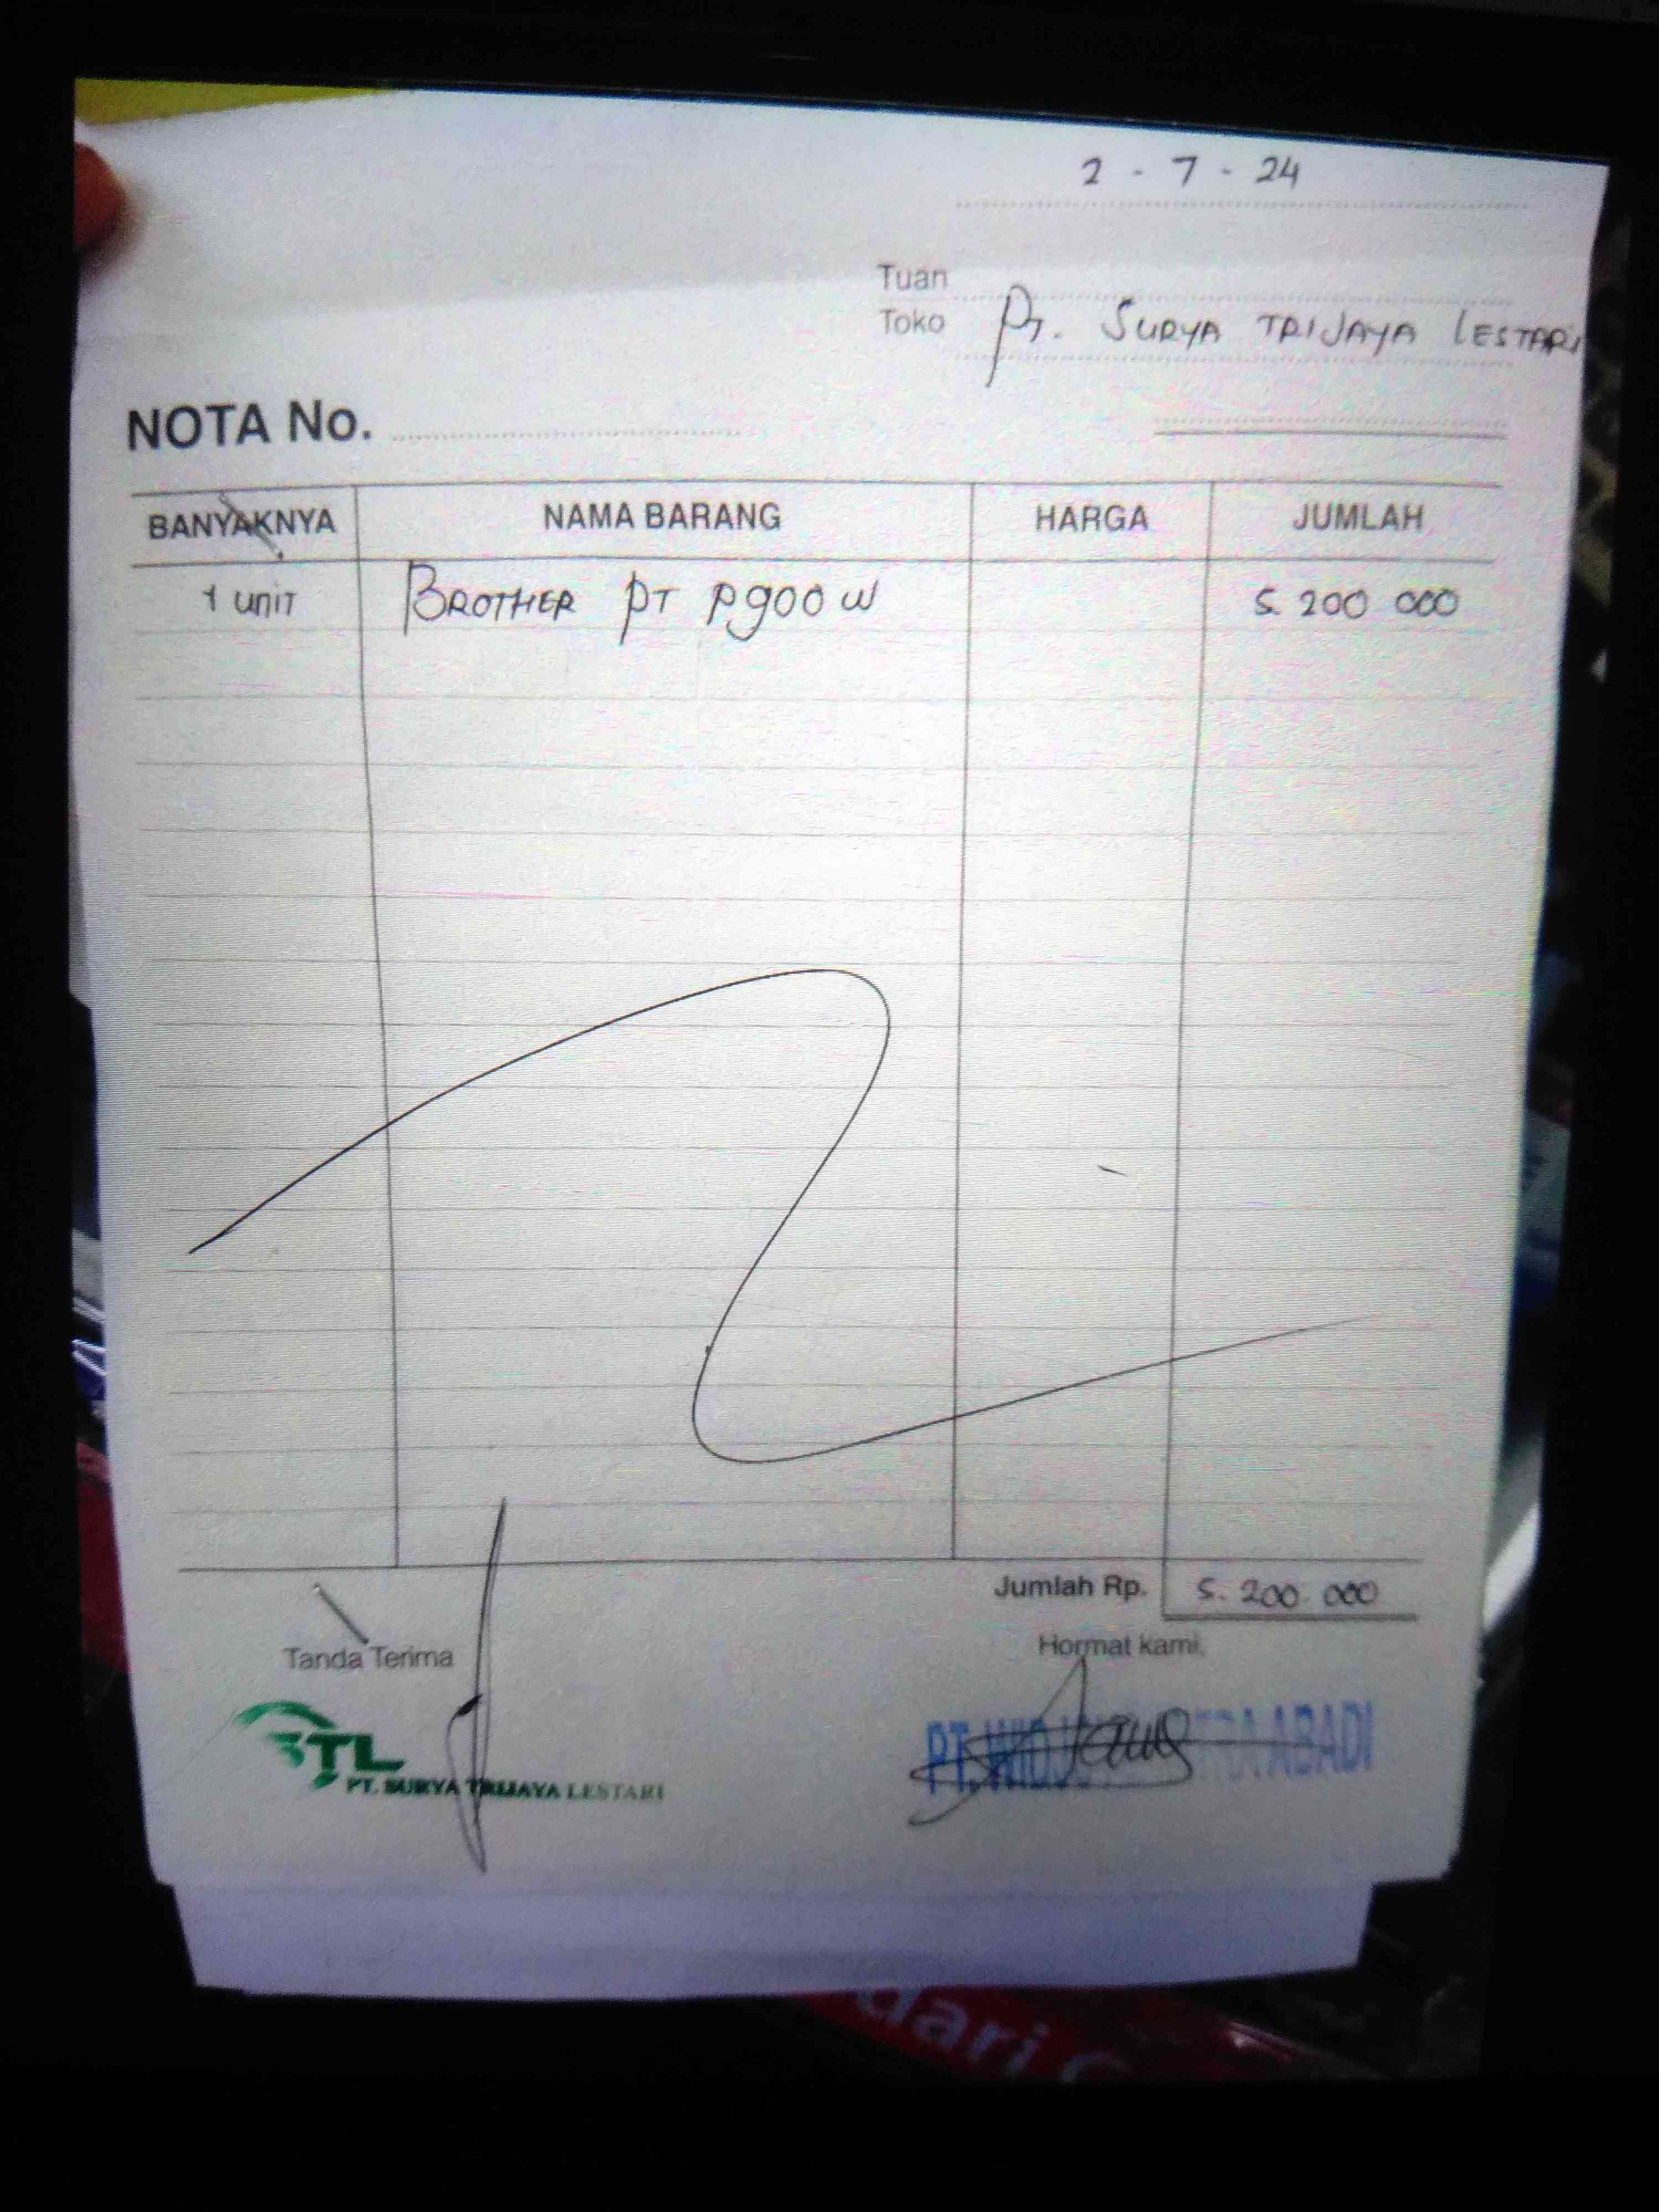 2 - 7 - 24
Tuan
Toko PT. SURYA TRIJAYA LESTARI
NOTA No.
BANYAKNYA NAMA BARANG HARGA JUMLAH
1 UNIT BROTHER PT P900 W 5. 200 000
Jumlah Rp. 5. 200. 000
Tanda Terima Hormat kami,
STL
PT. SURYA TRIJAYA LESTARI
PT. ABADI
dari